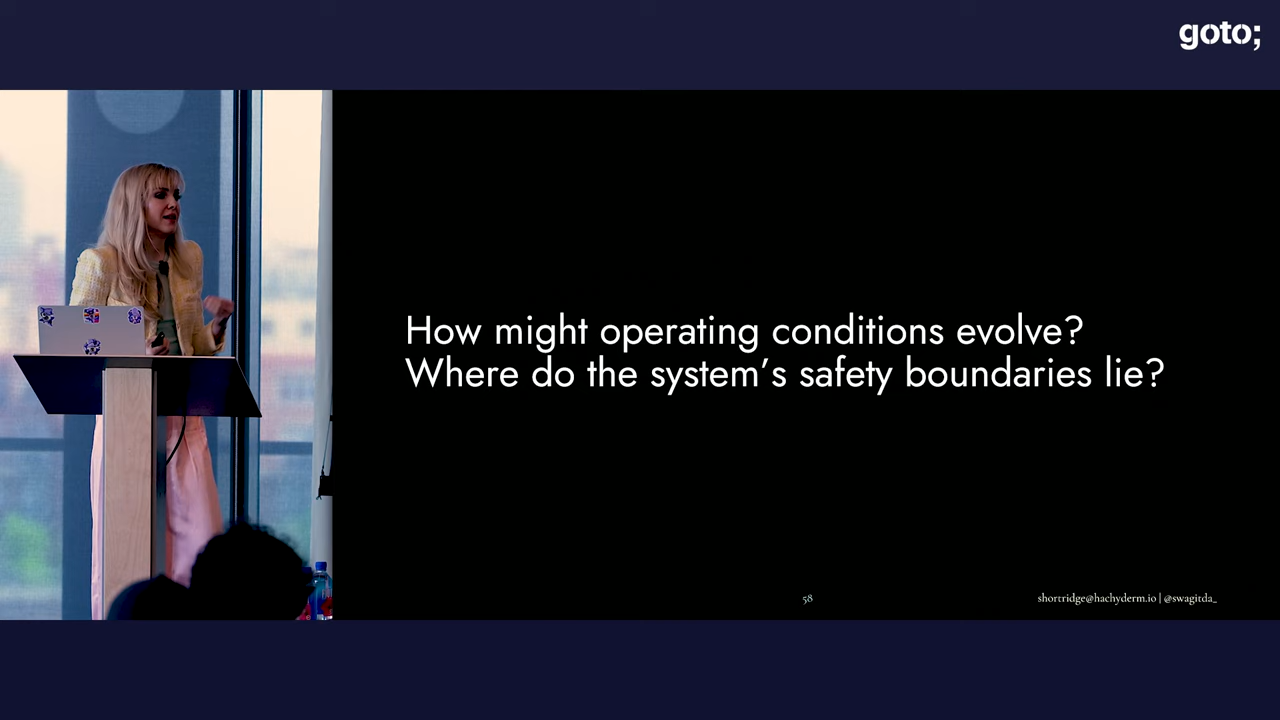 goto;
How might operating conditions evolve?
Where do the system’s safety boundaries lie?
58
shortridge@hachyderm.io | @swagitda_